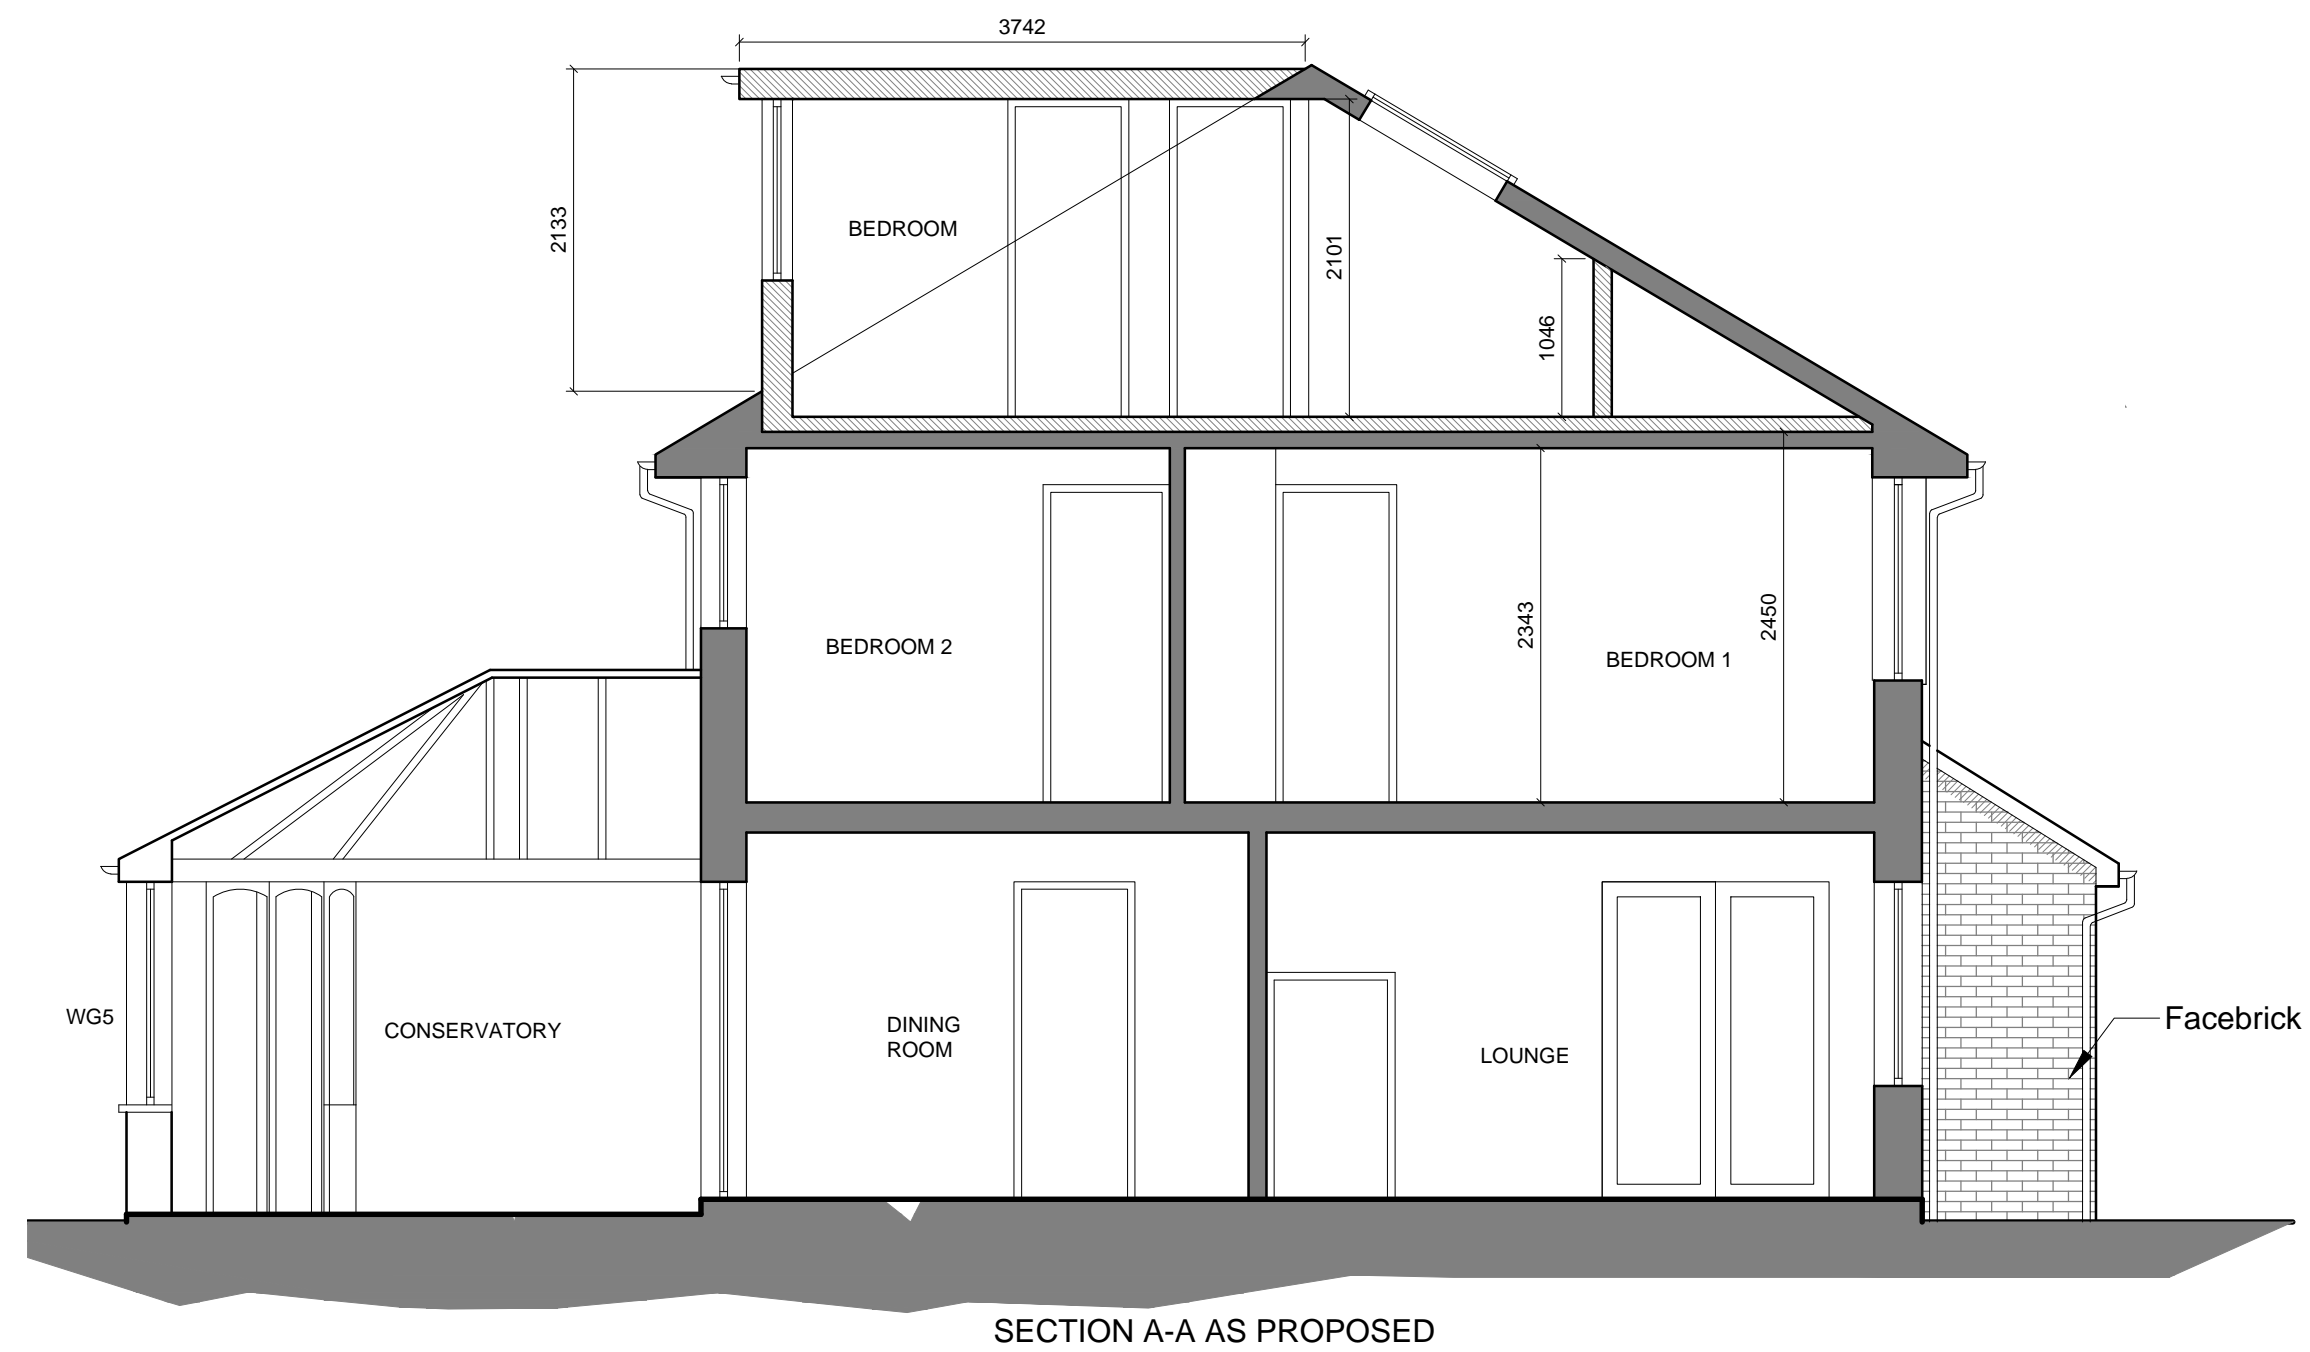 3742
2133
BEDROOM
2101
1046
BEDROOM 2
2343
2450
BEDROOM 1
WG5
CONSERVATORY
DINING
ROOM
LOUNGE
Facebrick
SECTION A-A AS PROPOSED